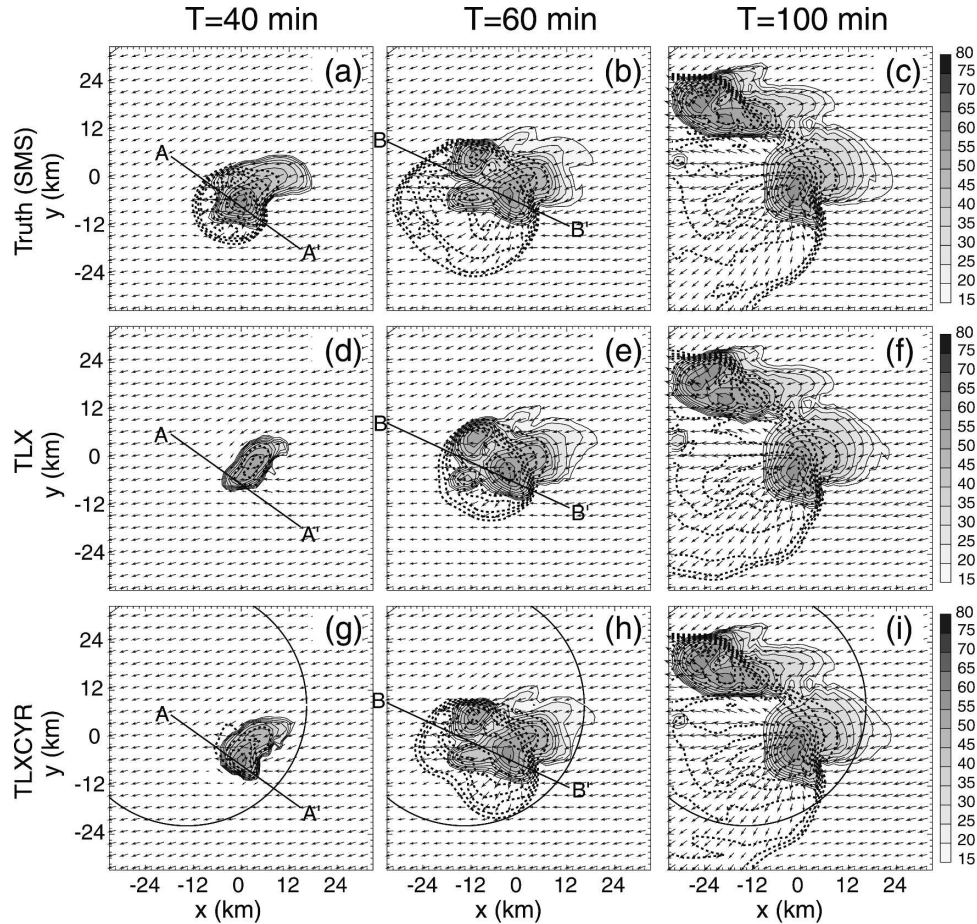 T=40 min T=60 min T=100 min
Truth (SMS)
y (km)
24
12
0
-12
-24
(a)
A
A'
(b)
B
B'
(c)
80
75
70
65
60
55
50
45
40
35
30
25
20
15
TLX
y (km)
24
12
0
-12
-24
(d)
A
A'
(e)
B
B'
(f)
80
75
70
65
60
55
50
45
40
35
30
25
20
15
TLXCYR
y (km)
24
12
0
-12
-24
(g)
A
A'
(h)
B
B'
(i)
80
75
70
65
60
55
50
45
40
35
30
25
20
15
-24 -12 0 12 24
-24 -12 0 12 24
-24 -12 0 12 24
x (km) x (km) x (km)